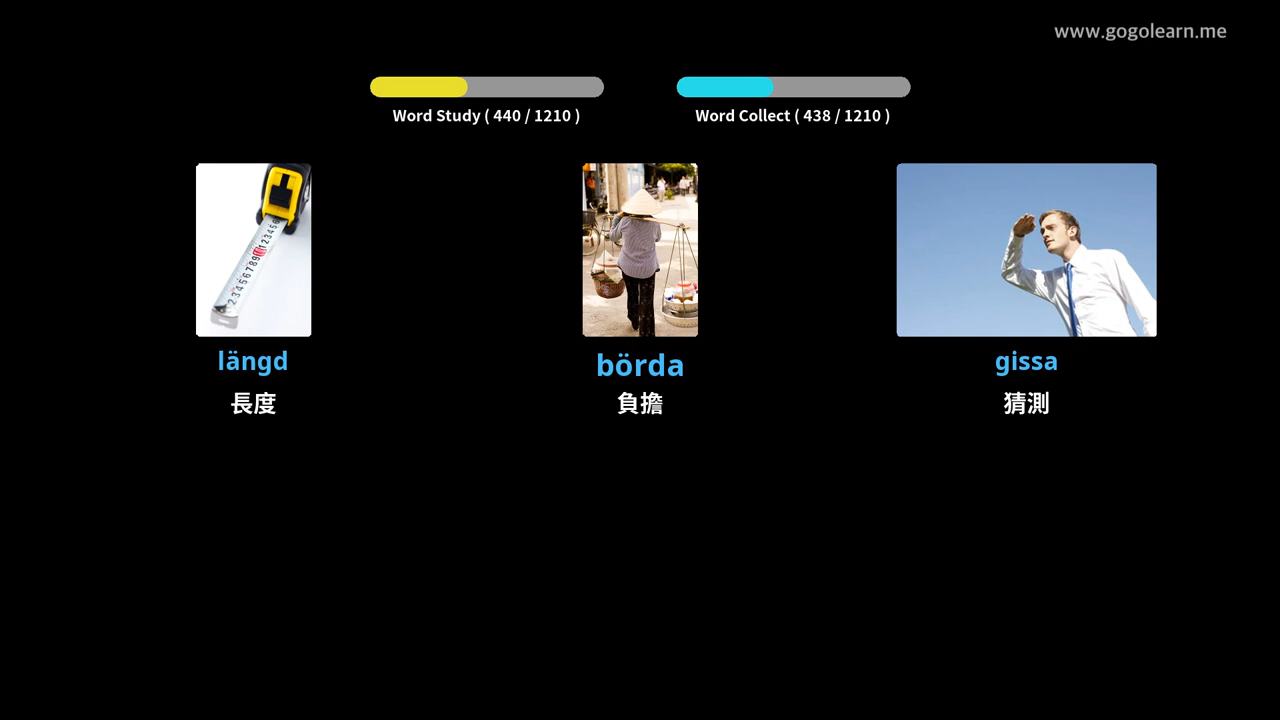 www.gogolearn.me
Word Study ( 440 / 1210 )
Word Collect ( 438 / 1210 )
längd
börda
gissa
長度
負擔
猜測